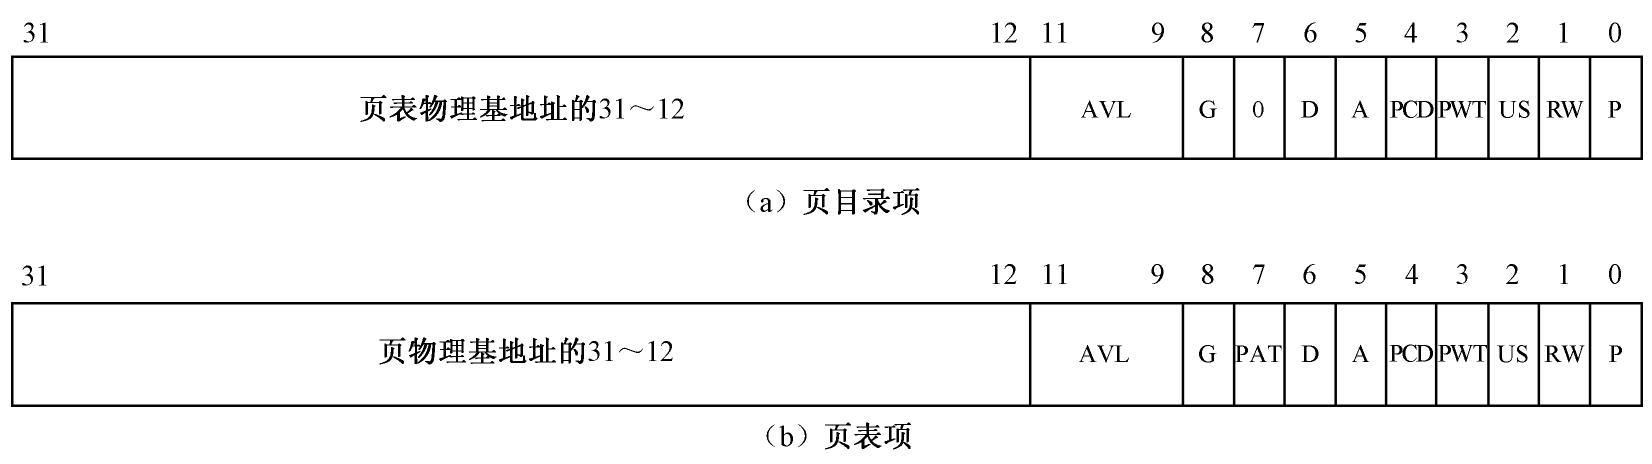 31 12 11 9 8 7 6 5 4 3 2 1 0
页表物理基地址的31～12 AVL G 0 D A PCD PWT US RW P
（a）页目录项
31 12 11 9 8 7 6 5 4 3 2 1 0
页物理基地址的31～12 AVL G PAT D A PCD PWT US RW P
（b）页表项